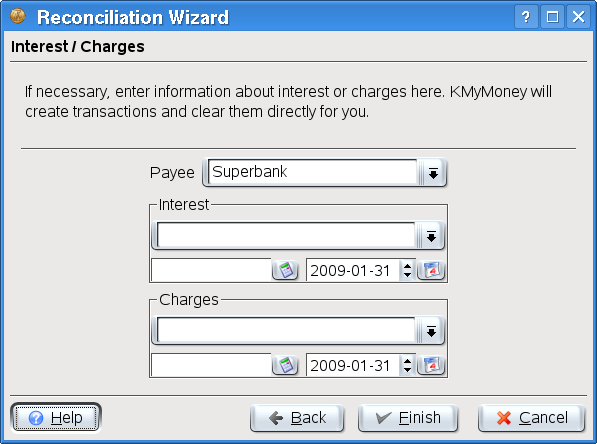 Reconciliation Wizard
Interest / Charges
If necessary, enter information about interest or charges here. KMyMoney will
create transactions and clear them directly for you.
Payee Superbank
Interest
2009-01-31
Charges
2009-01-31
Help Back Finish Cancel